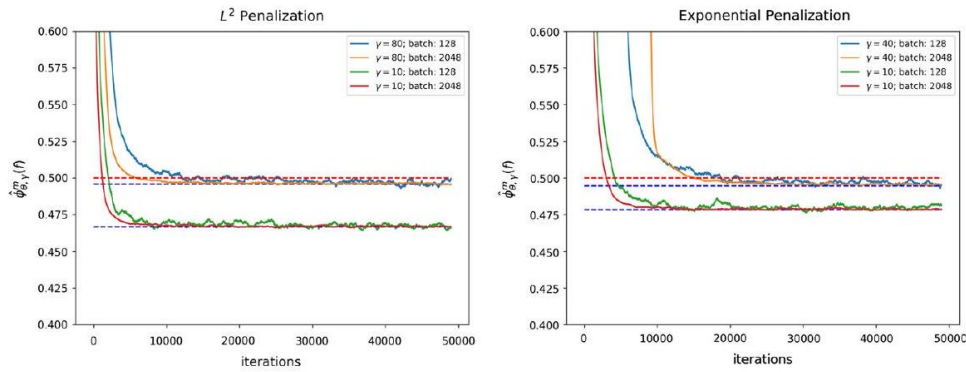 L² Penalization
0.600
0.575
0.550
0.525
0.500
0.475
0.450
0.425
0.400
φ̂ᵐθ,γ(f)
γ = 80; batch: 128
γ = 80; batch: 2048
γ = 10; batch: 128
γ = 10; batch: 2048
0 10000 20000 30000 40000 50000
iterations
Exponential Penalization
0.600
0.575
0.550
0.525
0.500
0.475
0.450
0.425
0.400
φ̂ᵐθ,γ(f)
γ = 40; batch: 128
γ = 40; batch: 2048
γ = 10; batch: 128
γ = 10; batch: 2048
0 10000 20000 30000 40000 50000
iterations